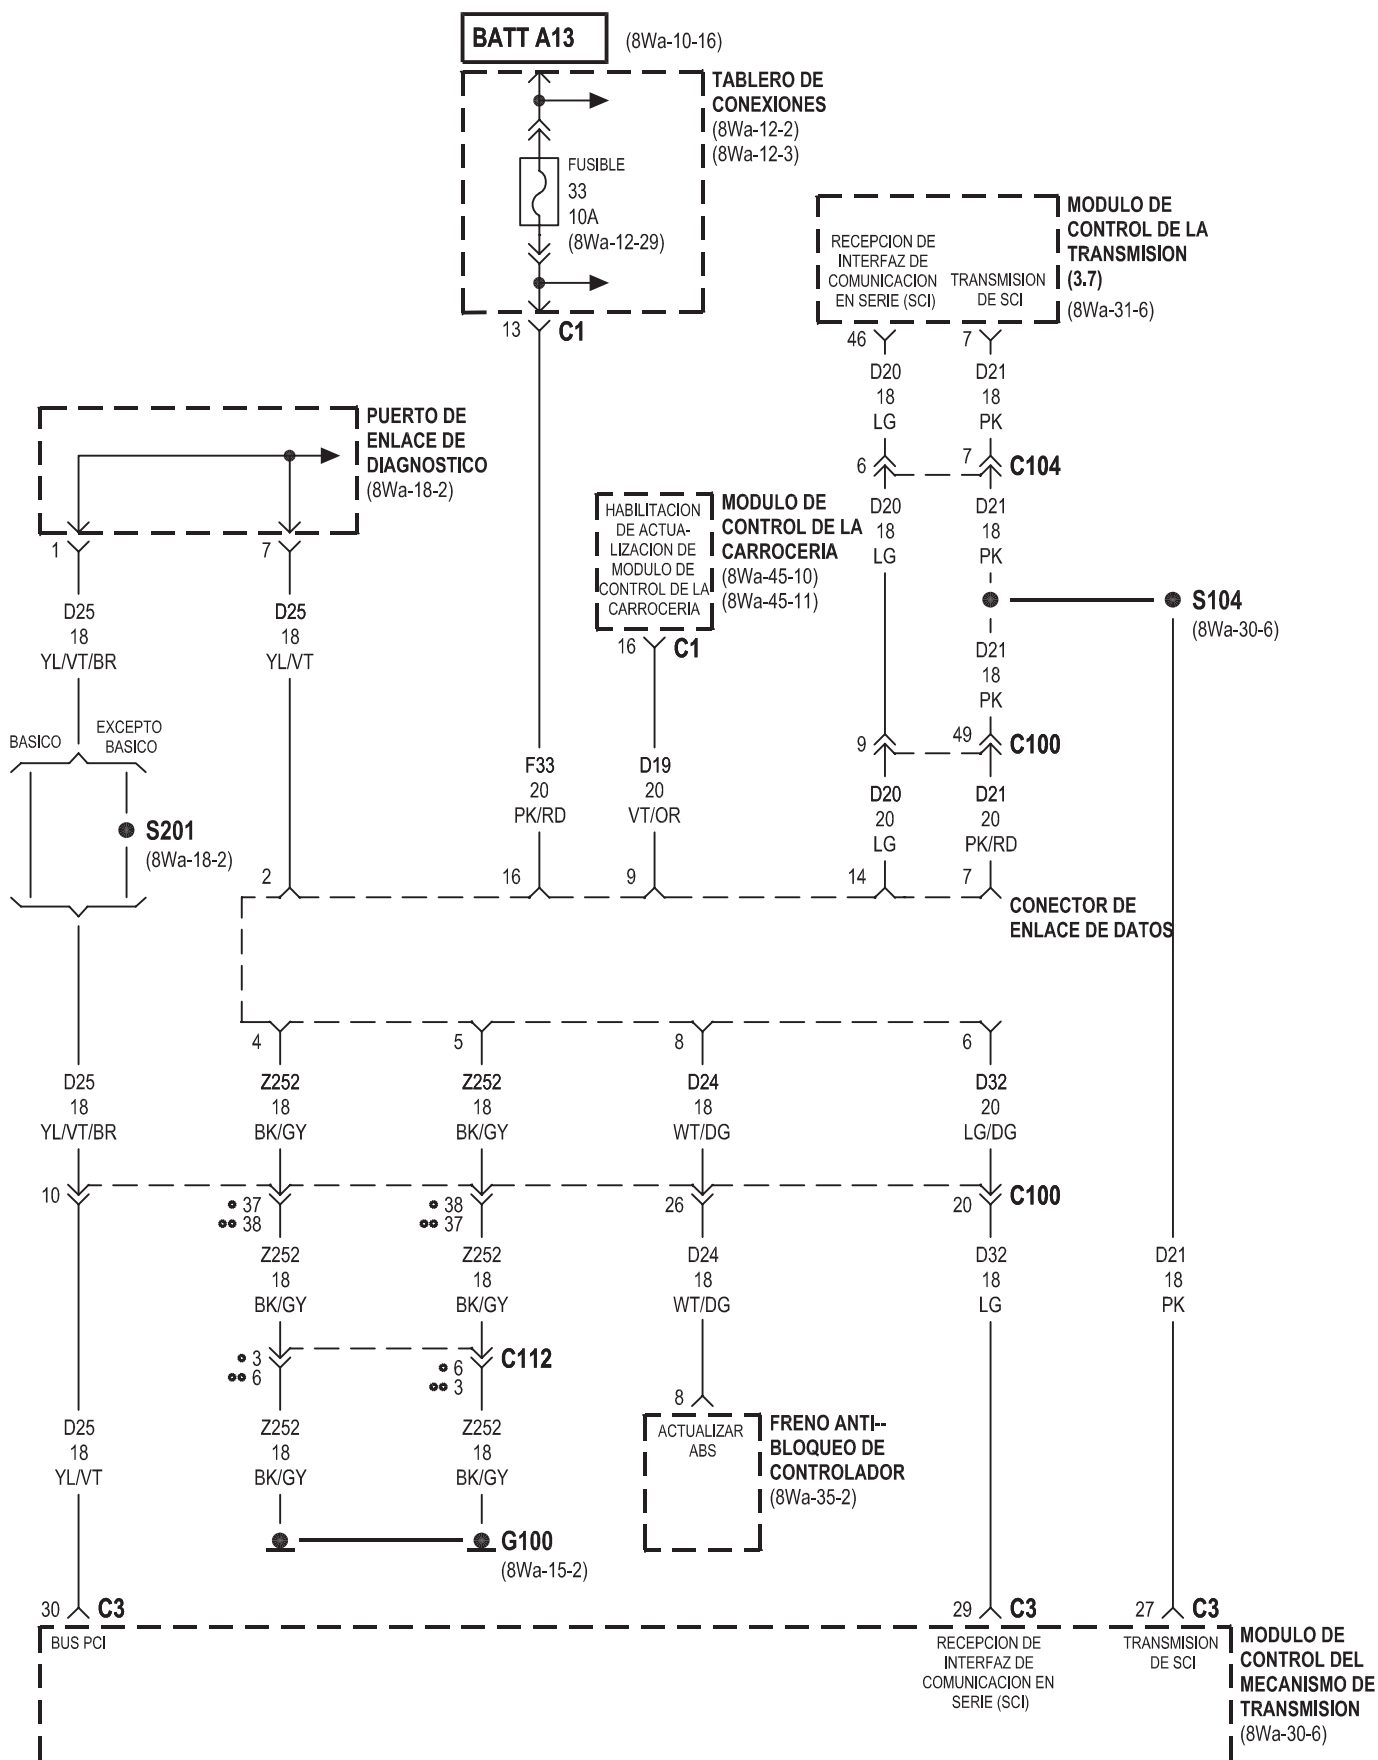 BATT A13
(8Wa-10-16)
TABLERO DE
CONEXIONES
(8Wa-12-2)
(8Wa-12-3)
FUSIBLE
33
10A
(8Wa-12-29)
13
C1
RECEPCION DE
INTERFAZ DE
COMUNICACION
EN SERIE (SCI)
TRANSMISION
DE SCI
MODULO DE
CONTROL DE LA
TRANSMISION
(3.7)
(8Wa-31-6)
46
7
D20
18
LG
D21
18
PK
6
7
C104
D20
18
LG
D21
18
PK
S104
(8Wa-30-6)
D21
18
PK
9
49
C100
D20
20
LG
D21
20
PK/RD
14
7
PUERTO DE
ENLACE DE
DIAGNOSTICO
(8Wa-18-2)
1
7
D25
18
YL/VT/BR
D25
18
YL/VT
BASICO
EXCEPTO
BASICO
S201
(8Wa-18-2)
HABILITACION
DE ACTUA-
LIZACION DE
MODULO DE
CONTROL DE LA
CARROCERIA
MODULO DE
CONTROL DE LA
CARROCERIA
(8Wa-45-10)
(8Wa-45-11)
16
C1
F33
20
PK/RD
D19
20
VT/OR
2
16
9
CONECTOR DE
ENLACE DE DATOS
4
5
8
6
D25
18
YL/VT/BR
Z252
18
BK/GY
Z252
18
BK/GY
D24
18
WT/DG
D32
20
LG/DG
10
37
38
38
37
26
20
C100
Z252
18
BK/GY
Z252
18
BK/GY
D24
18
WT/DG
D32
18
LG
D21
18
PK
3
6
6
3
C112
8
D25
18
YL/VT
Z252
18
BK/GY
Z252
18
BK/GY
ACTUALIZAR
ABS
FRENO ANTI--
BLOQUEO DE
CONTROLADOR
(8Wa-35-2)
G100
(8Wa-15-2)
30
C3
29
C3
27
C3
BUS PCI
RECEPCION DE
INTERFAZ DE
COMUNICACION EN
SERIE (SCI)
TRANSMISION
DE SCI
MODULO DE
CONTROL DEL
MECANISMO DE
TRANSMISION
(8Wa-30-6)